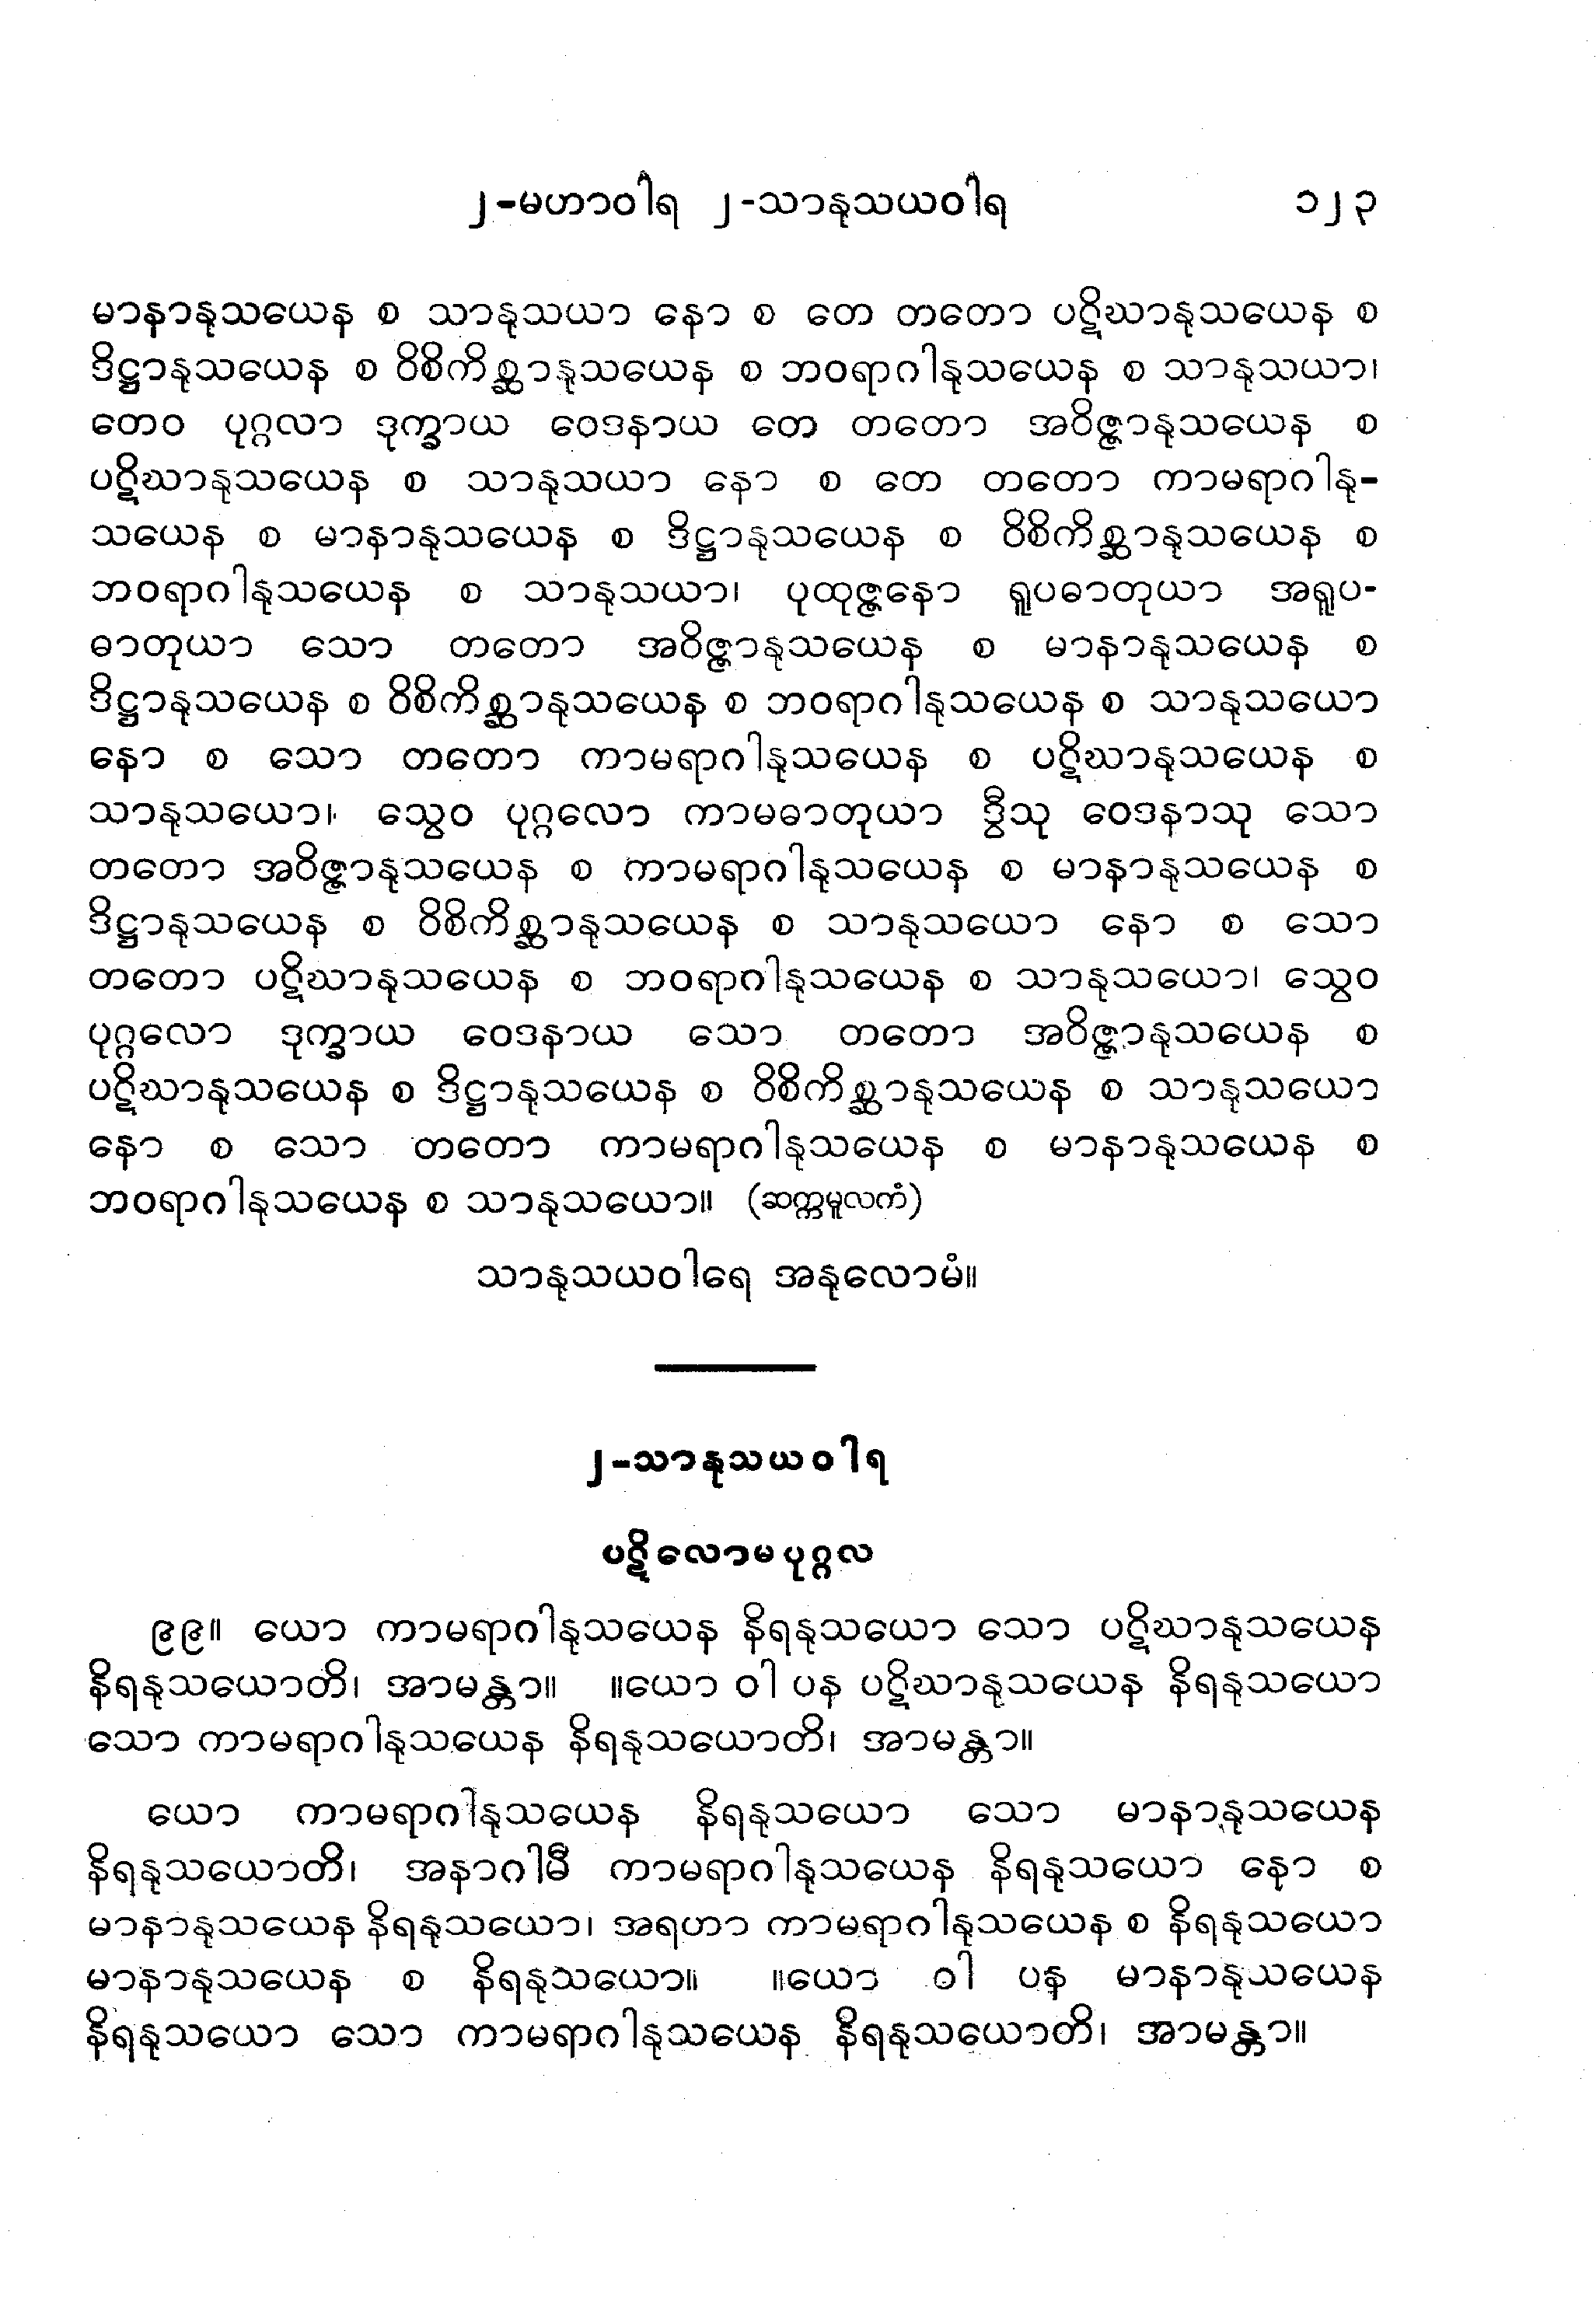 ၂-မဟာဝါရ ၂-သာနုသယဝါရ ၁၂၃
မာနာနုသယေန စ သာနုသယာ နော စ တေ တတော ပဋိဃာနုသယေန စ
ဒိဋ္ဌာနုသယေန စ ဝိစိကိစ္ဆာနုသယေန စ ဘဝရာဂါနုသယေန စ သာနုသယာ၊
တေဝ ပုဂ္ဂလာ ဒုက္ခာယ ဝေဒနာယ တေ တတော အဝိဇ္ဇာနုသယေန စ
ပဋိဃာနုသယေန စ သာနုသယာ နော စ တေ တတော ကာမရာဂါနု-
သယေန စ မာနာနုသယေန စ ဒိဋ္ဌာနုသယေန စ ဝိစိကိစ္ဆာနုသယေန စ
ဘဝရာဂါနုသယေန စ သာနုသယာ၊ ပုထုဇ္ဇနော ရူပဓာတုယာ အရူပ-
ဓာတုယာ သော တတော အဝိဇ္ဇာနုသယေန စ မာနာနုသယေန စ
ဒိဋ္ဌာနုသယေန စ ဝိစိကိစ္ဆာနုသယေန စ ဘဝရာဂါနုသယေန စ သာနုသယော
နော စ သော တတော ကာမရာဂါနုသယေန စ ပဋိဃာနုသယေန စ
သာနုသယော၊ သွေဝ ပုဂ္ဂလော ကာမဓာတုယာ ဒွီသု ဝေဒနာသု သော
တတော အဝိဇ္ဇာနုသယေန စ ကာမရာဂါနုသယေန စ မာနာနုသယေန စ
ဒိဋ္ဌာနုသယေန စ ဝိစိကိစ္ဆာနုသယေန စ သာနုသယော နော စ သော
တတော ပဋိဃာနုသယေန စ ဘဝရာဂါနုသယေန စ သာနုသယော၊ သွေဝ
ပုဂ္ဂလော ဒုက္ခာယ ဝေဒနာယ သော တတော အဝိဇ္ဇာနုသယေန စ
ပဋိဃာနုသယေန စ ဒိဋ္ဌာနုသယေန စ ဝိစိကိစ္ဆာနုသယေန စ သာနုသယော
နော စ သော တတော ကာမရာဂါနုသယေန စ မာနာနုသယေန စ
ဘဝရာဂါနုသယေန စ သာနုသယော။ (ဆက္ကမူလကံ)
သာနုသယဝါရေ အနုလောမံ။
၂-သာနုသယဝါရ
ပဋိလောမပုဂ္ဂလ
၉၉။ ယော ကာမရာဂါနုသယေန နိရနုသယော သော ပဋိဃာနုသယေန
နိရနုသယောတိ၊ အာမန္တာ။ ။ယော ဝါ ပန ပဋိဃာနုသယေန နိရနုသယော
သော ကာမရာဂါနုသယေန နိရနုသယောတိ၊ အာမန္တာ။
ယော ကာမရာဂါနုသယေန နိရနုသယော သော မာနာနုသယေန
နိရနုသယောတိ၊ အနာဂါမီ ကာမရာဂါနုသယေန နိရနုသယော နော စ
မာနာနုသယေန နိရနုသယော၊ အရဟာ ကာမရာဂါနုသယေန စ နိရနုသယော
မာနာနုသယေန စ နိရနုသယော။ ။ယော ဝါ ပန မာနာနုသယေန
နိရနုသယော သော ကာမရာဂါနုသယေန နိရနုသယောတိ၊ အာမန္တာ။